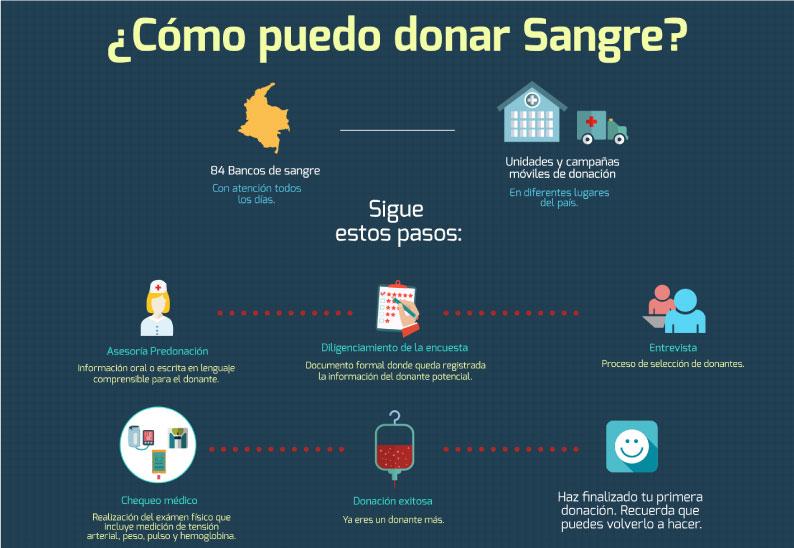 ¿Cómo puedo donar Sangre?
84 Bancos de sangre
Con atención todos
los días.
Unidades y campañas
móviles de donación
En diferentes lugares
del país.
Sigue
estos pasos:
Asesoría Predonación
Información oral o escrita en lenguaje
comprensible para el donante.
Diligenciamiento de la encuesta
Documento formal donde queda registrada
la información del donante potencial.
Entrevista
Proceso de selección de donantes.
Chequeo médico
Realización del exámen físico que
incluye medición de tensión
arterial, peso, pulso y hemoglobina.
Donación exitosa
Ya eres un donante más.
Haz finalizado tu primera
donación. Recuerda que
puedes volverlo a hacer.